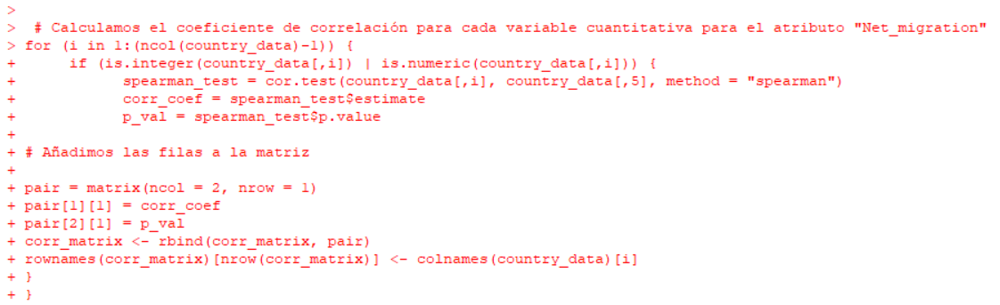 >
>  # Calculamos el coeficiente de correlación para cada variable cuantitativa para el atributo "Net_migration"
> for (i in 1:(ncol(country_data)-1)) {
+      if (is.integer(country_data[,i]) | is.numeric(country_data[,i])) {
+            spearman_test = cor.test(country_data[,i], country_data[,5], method = "spearman")
+            corr_coef = spearman_test$estimate
+            p_val = spearman_test$p.value
+
+ # Añadimos las filas a la matriz
+
+ pair = matrix(ncol = 2, nrow = 1)
+ pair[1][1] = corr_coef
+ pair[2][1] = p_val
+ corr_matrix <- rbind(corr_matrix, pair)
+ rownames(corr_matrix)[nrow(corr_matrix)] <- colnames(country_data)[i]
+ }
+ }